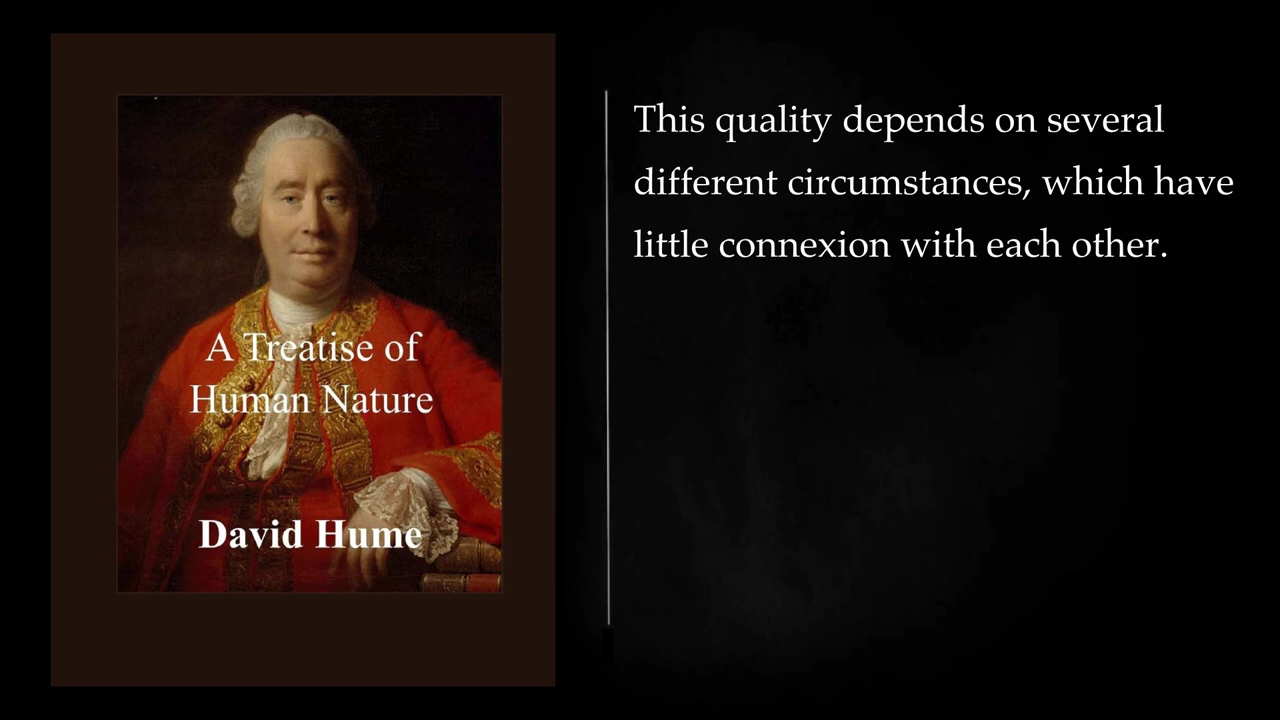 A Treatise of
Human Nature
David Hume
This quality depends on several
different circumstances, which have
little connexion with each other.